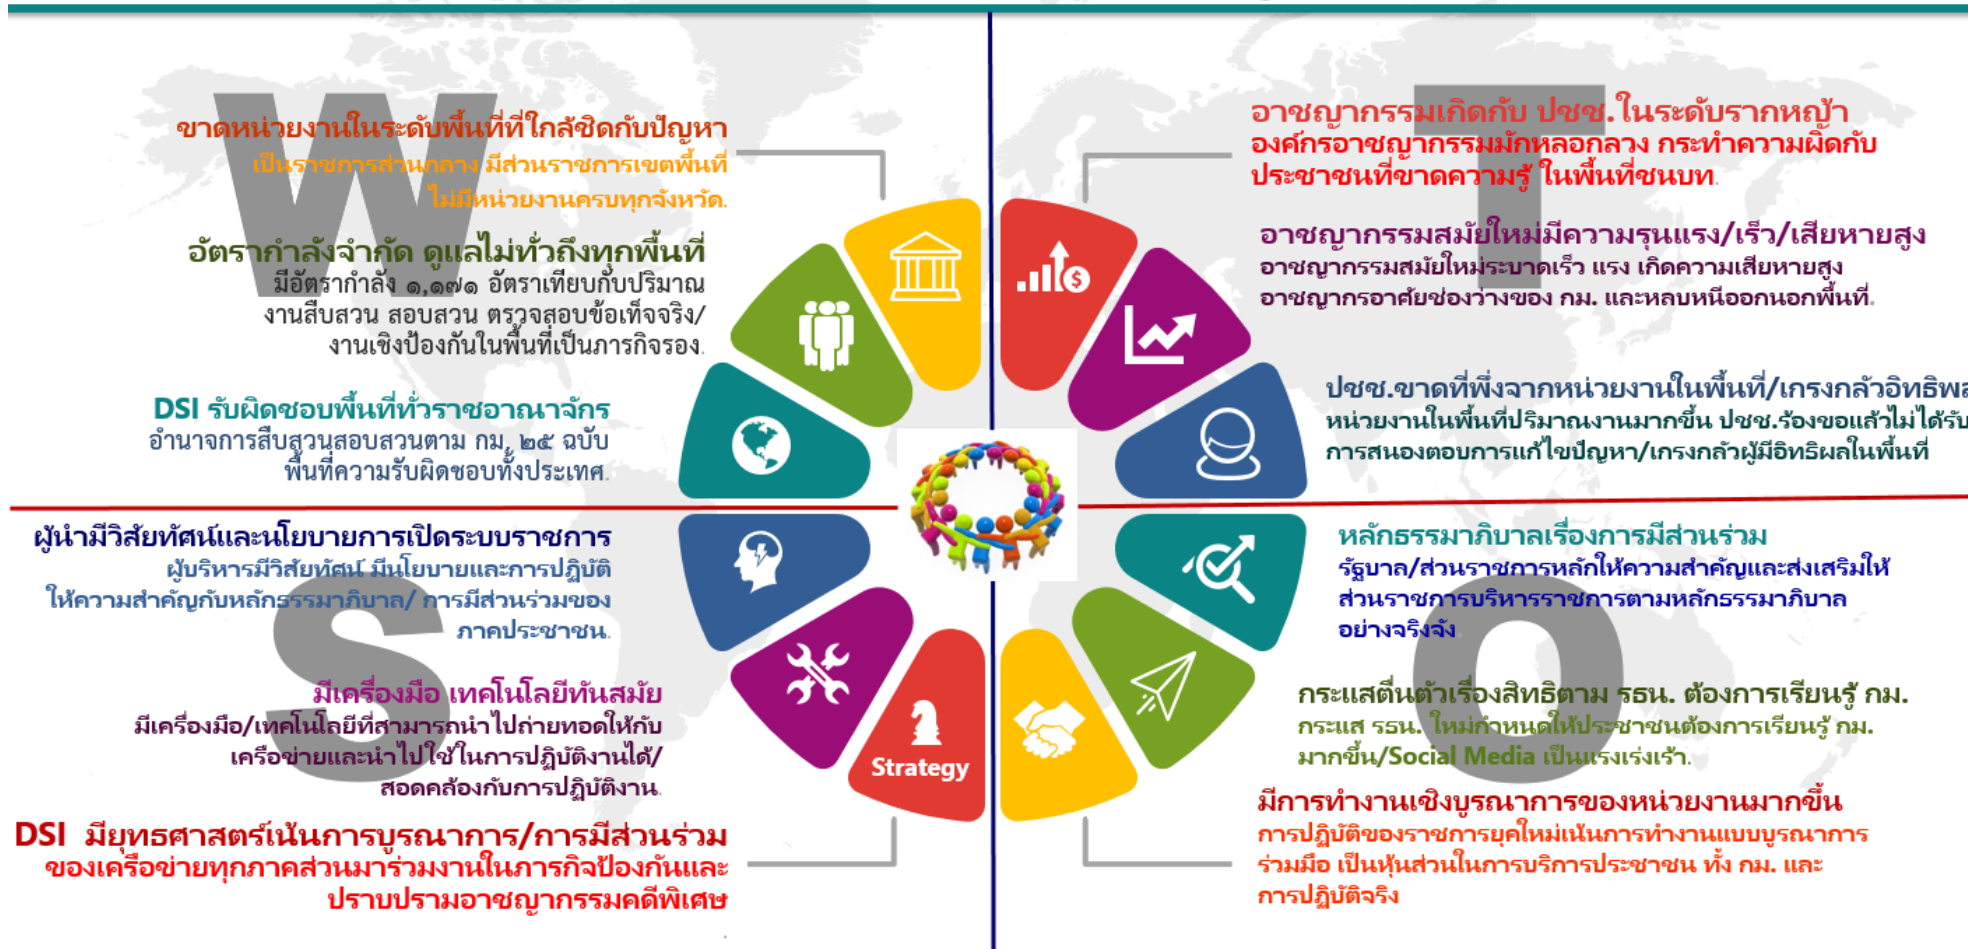 W
ขาดหน่วยงานในระดับพื้นที่ที่ใกล้ชิดกับปัญหา
เป็นราชการส่วนกลาง มีส่วนราชการเขตพื้นที่
ไม่มีหน่วยงานครบทุกจังหวัด.
อัตรากำลังจำกัด ดูแลไม่ทั่วถึงทุกพื้นที่
มีอัตรากำลัง ๑,๑๗๑ อัตราเทียบกับปริมาณ
งานสืบสวน สอบสวน ตรวจสอบข้อเท็จจริง/
งานเชิงป้องกันในพื้นที่เป็นภารกิจรอง.
DSI รับผิดชอบพื้นที่ทั่วราชอาณาจักร
อำนาจการสืบสวนสอบสวนตาม กม. ๒๕ ฉบับ
พื้นที่ความรับผิดชอบทั้งประเทศ.
T
อาชญากรรมเกิดกับ ปชช.ในระดับรากหญ้า
องค์กรอาชญากรรมมักหลอกลวง กระทำความผิดกับ
ประชาชนที่ขาดความรู้ ในพื้นที่ชนบท.
อาชญากรรมสมัยใหม่มีความรุนแรง/เร็ว/เสียหายสูง
อาชญากรรมสมัยใหม่ระบาดเร็ว แรง เกิดความเสียหายสูง
อาชญากรอาศัยช่องว่างของ กม. และหลบหนีออกนอกพื้นที่.
ปชช.ขาดที่พึ่งจากหน่วยงานในพื้นที่/เกรงกลัวอิทธิพล
หน่วยงานในพื้นที่ปริมาณงานมากขึ้น ปชช.ร้องขอแล้วไม่ได้รับ
การสนองตอบการแก้ไขปัญหา/เกรงกลัวผู้มีอิทธิผลในพื้นที่
S
ผู้นำมีวิสัยทัศน์และนโยบายการเปิดระบบราชการ
ผู้บริหารมีวิสัยทัศน์ มีนโยบายและการปฏิบัติ
ให้ความสำคัญกับหลักธรรมาภิบาล/ การมีส่วนร่วมของ
ภาคประชาชน.
มีเครื่องมือ เทคโนโลยีทันสมัย
มีเครื่องมือ/เทคโนโลยีที่สามารถนำไปถ่ายทอดให้กับ
เครือข่ายและนำไปใช้ในการปฏิบัติงานได้/
สอดคล้องกับการปฏิบัติงาน.
Strategy
DSI มียุทธศาสตร์เน้นการบูรณาการ/การมีส่วนร่วม
ของเครือข่ายทุกภาคส่วนมาร่วมงานในภารกิจป้องกันและ
ปราบปรามอาชญากรรมคดีพิเศษ
O
หลักธรรมาภิบาลเรื่องการมีส่วนร่วม
รัฐบาล/ส่วนราชการหลักให้ความสำคัญและส่งเสริมให้
ส่วนราชการบริหารราชการตามหลักธรรมาภิบาล
อย่างจริงจัง.
กระแสตื่นตัวเรื่องสิทธิตาม รธน. ต้องการเรียนรู้ กม.
กระแส รธน. ใหม่กำหนดให้ประชาชนต้องการเรียนรู้ กม.
มากขึ้น/Social Media เป็นแรงเร่งเร้า.
มีการทำงานเชิงบูรณาการของหน่วยงานมากขึ้น
การปฏิบัติของราชการยุคใหม่เน้นการทำงานแบบบูรณาการ
ร่วมมือ เป็นหุ้นส่วนในการบริการประชาชน ทั้ง กม. และ
การปฏิบัติจริง